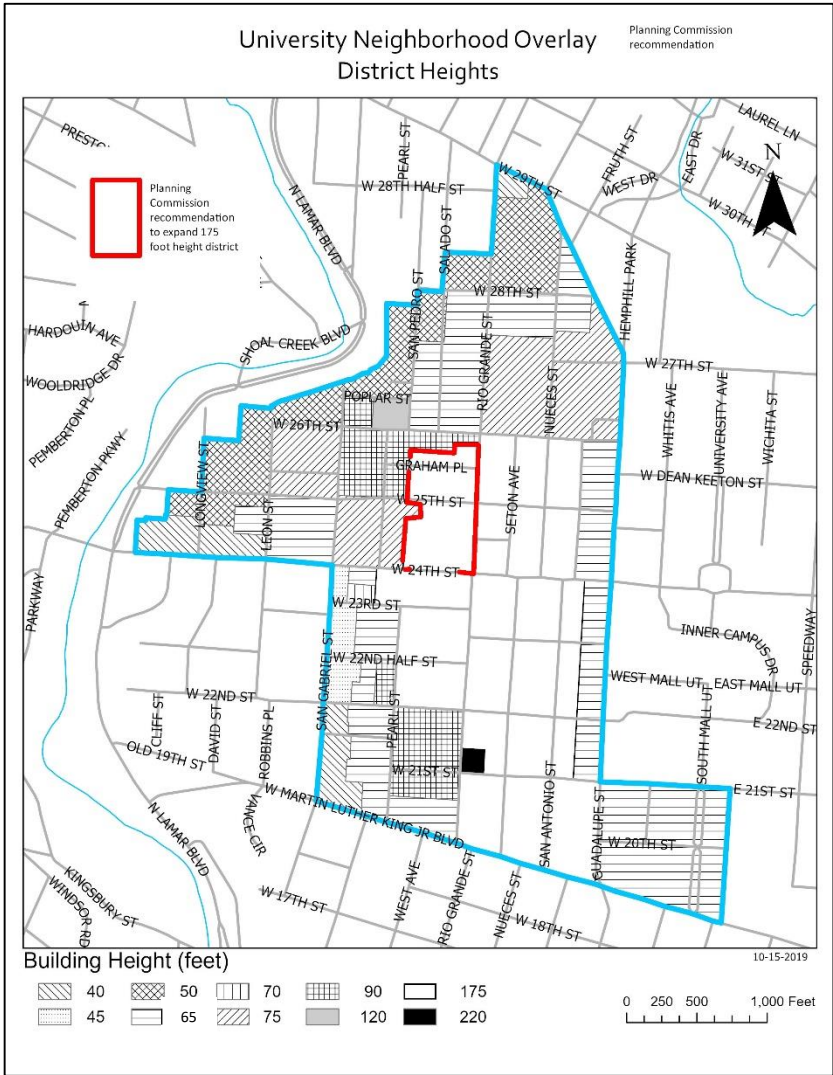 University Neighborhood Overlay
District Heights
Planning Commission
recommendation
Planning
Commission
recommendation
to expand 175
foot height district
LAUREL LN
W 31ST ST
W 30TH ST
EAST DR
N
FRUTH ST
WEST DR
W 29TH ST
PEARL ST
W 28TH HALF ST
SALADO ST
N LAMAR BLVD
HEMPHILL PARK
W 28TH ST
SAN PEDRO ST
RIO GRANDE ST
NUECES ST
SHOAL CREEK BLVD
HARDOUIN AVE
WOOLDRIDGE DR
PEMBERTON PL
PEMBERTON PKWY
W 27TH ST
WHITIS AVE
UNIVERSITY AVE
WICHITA ST
POPLAR ST
W 26TH ST
GRAHAM PL
W DEAN KEETON ST
LONGVIEW ST
W 25TH ST
SETON AVE
LEON ST
W 24TH ST
PARKWAY
W 23RD ST
INNER CAMPUS DR
SPEEDWAY
W 22ND HALF ST
SAN GABRIEL ST
WEST MALL UT
EAST MALL UT
W 22ND ST
CLIFF ST
DAVID ST
ROBBINS PL
PEARL ST
SOUTH MALL UT
E 22ND ST
OLD 19TH ST
W 21ST ST
SAN ANTONIO ST
GUADALUPE ST
E 21ST ST
W MARTIN LUTHER KING JR BLVD
VANCE CIR
N LAMAR BLVD
W 20TH ST
KINGSBURY ST
WINDSOR RD
W 17TH ST
WEST AVE
RIO GRANDE ST
NUECES ST
W 18TH ST
10-15-2019
Building Height (feet)
40 50 70 90 175
45 65 75 120 220
0 250 500 1,000 Feet